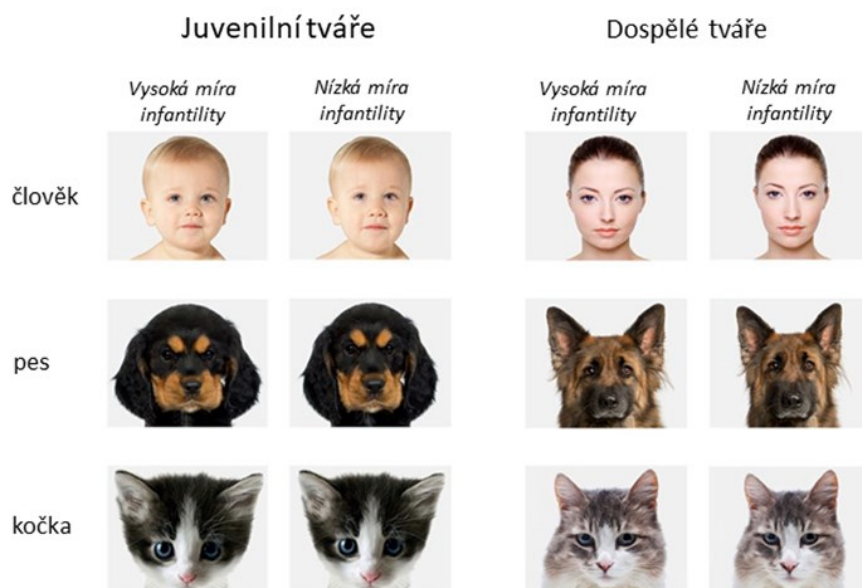 Juvenilní tváře
Dospělé tváře
Vysoká míra
infantility
Nízká míra
infantility
Vysoká míra
infantility
Nízká míra
infantility
člověk
pes
kočka